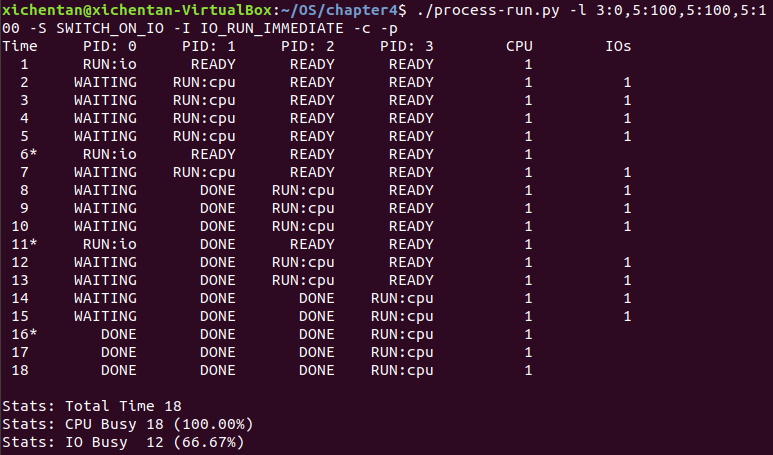 xichentan@xichentan-VirtualBox:~/OS/chapter4$ ./process-run.py -l 3:0,5:100,5:100,5:1
00 -S SWITCH_ON_IO -I IO_RUN_IMMEDIATE -c -p
Time     PID: 0     PID: 1     PID: 2     PID: 3        CPU        IOs
  1      RUN:io      READY      READY      READY          1
  2     WAITING    RUN:cpu      READY      READY          1          1
  3     WAITING    RUN:cpu      READY      READY          1          1
  4     WAITING    RUN:cpu      READY      READY          1          1
  5     WAITING    RUN:cpu      READY      READY          1          1
  6*     RUN:io      READY      READY      READY          1
  7     WAITING    RUN:cpu      READY      READY          1          1
  8     WAITING       DONE    RUN:cpu      READY          1          1
  9     WAITING       DONE    RUN:cpu      READY          1          1
 10     WAITING       DONE    RUN:cpu      READY          1          1
 11*     RUN:io       DONE      READY      READY          1
 12     WAITING       DONE    RUN:cpu      READY          1          1
 13     WAITING       DONE    RUN:cpu      READY          1          1
 14     WAITING       DONE       DONE    RUN:cpu          1          1
 15     WAITING       DONE       DONE    RUN:cpu          1          1
 16*       DONE       DONE       DONE    RUN:cpu          1
 17        DONE       DONE       DONE    RUN:cpu          1
 18        DONE       DONE       DONE    RUN:cpu          1

Stats: Total Time 18
Stats: CPU Busy 18 (100.00%)
Stats: IO Busy  12 (66.67%)